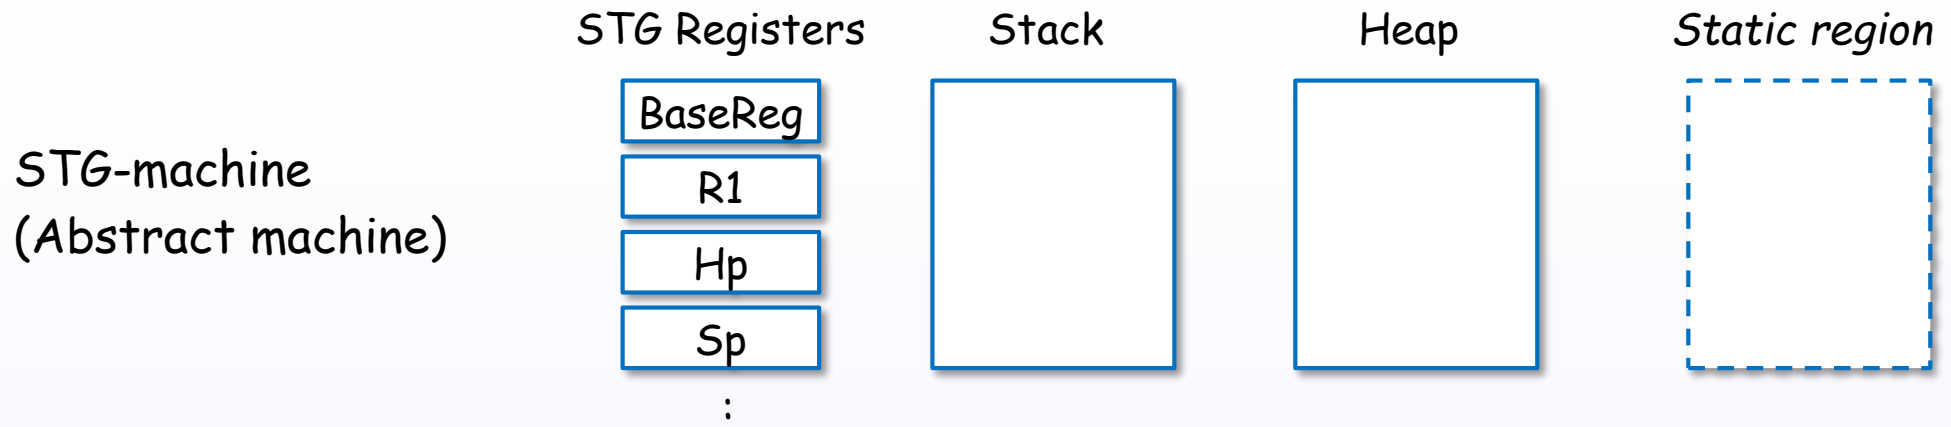 STG Registers
Stack
Heap
Static region
STG-machine
(Abstract machine)
BaseReg
R1
Hp
Sp
: